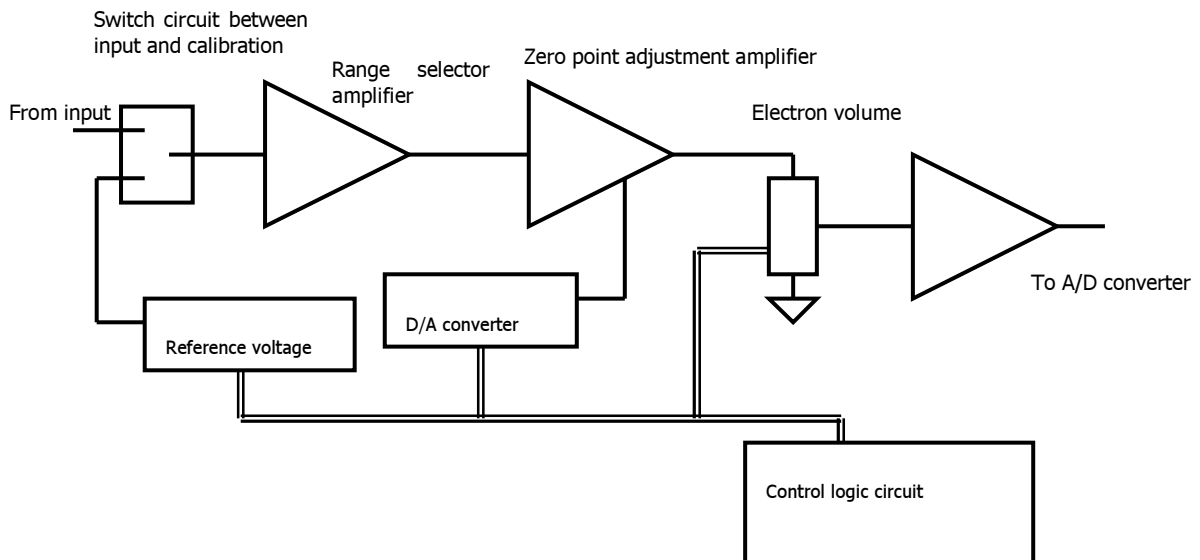 Switch circuit between
input and calibration
Range selector
amplifier
Zero point adjustment amplifier
From input
Electron volume
To A/D converter
D/A converter
Reference voltage
Control logic circuit